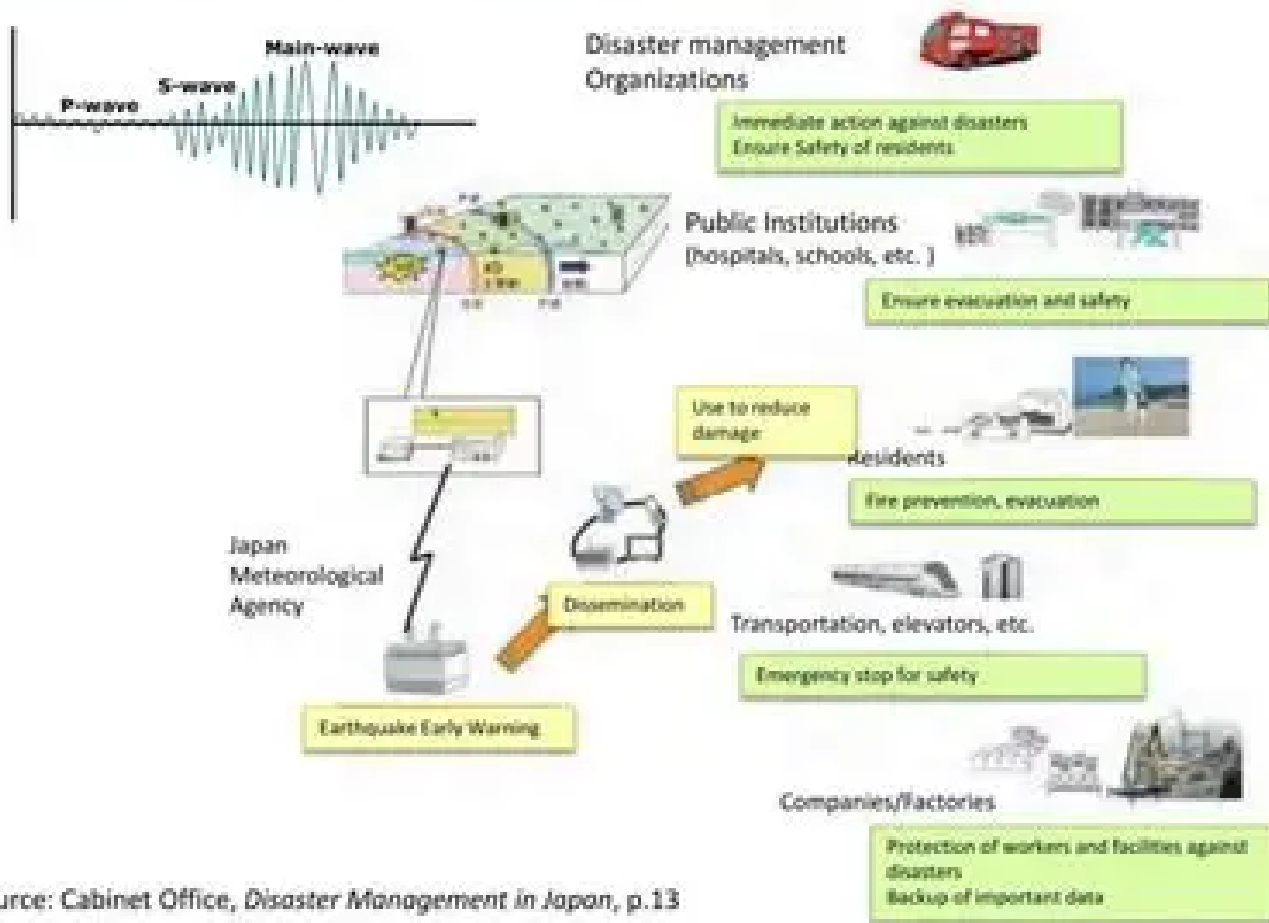 Main-wave
S-wave
P-wave
Disaster management
Organizations
Immediate action against disasters
Ensure Safety of residents
Public Institutions
(hospitals, schools, etc. )
Ensure evacuation and safety
Use to reduce
damage
Residents
Fire prevention, evacuation
Japan
Meteorological
Agency
Dissemination
Transportation, elevators, etc.
Emergency stop for safety
Earthquake Early Warning
Companies/Factories
Protection of workers and facilities against
disasters
Backup of important data
urce: Cabinet Office, Disaster Management in Japan, p.13